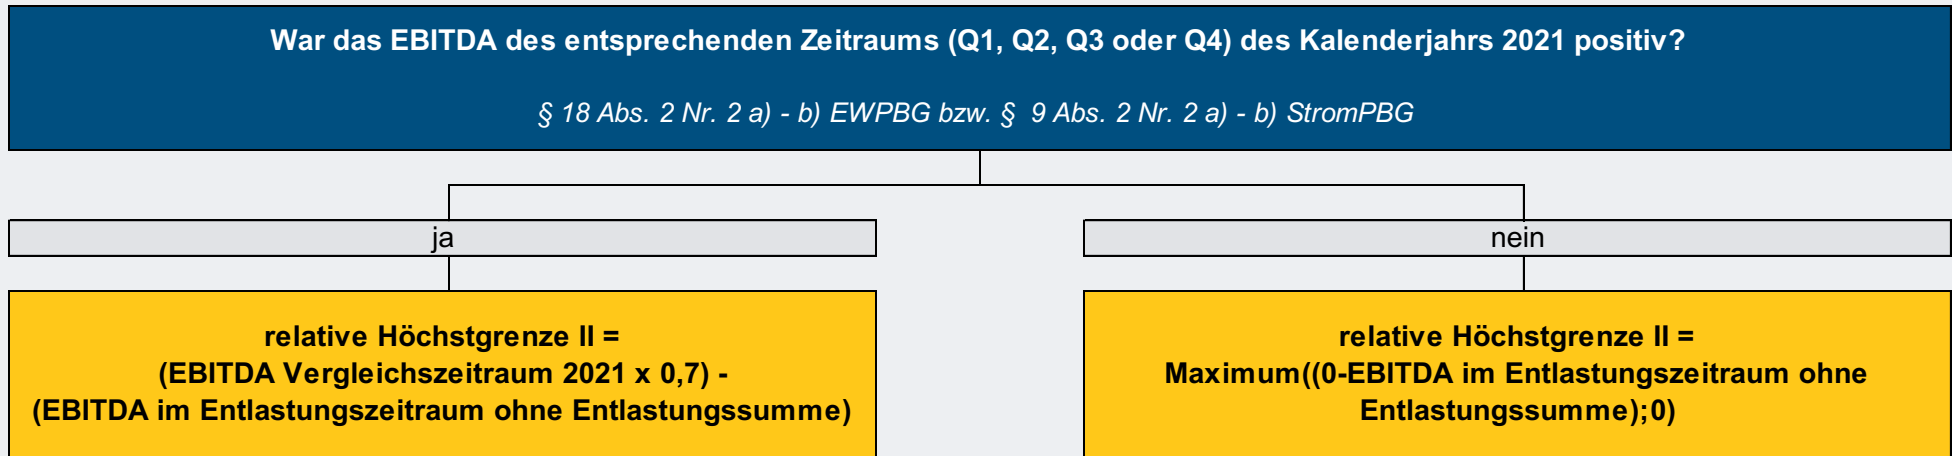 War das EBITDA des entsprechenden Zeitraums (Q1, Q2, Q3 oder Q4) des Kalenderjahrs 2021 positiv?
§ 18 Abs. 2 Nr. 2 a) - b) EWPBG bzw. §  9 Abs. 2 Nr. 2 a) - b) StromPBG
ja
nein
relative Höchstgrenze II =
(EBITDA Vergleichszeitraum 2021 x 0,7) -
(EBITDA im Entlastungszeitraum ohne Entlastungssumme)
relative Höchstgrenze II =
Maximum((0-EBITDA im Entlastungszeitraum ohne
Entlastungssumme);0)